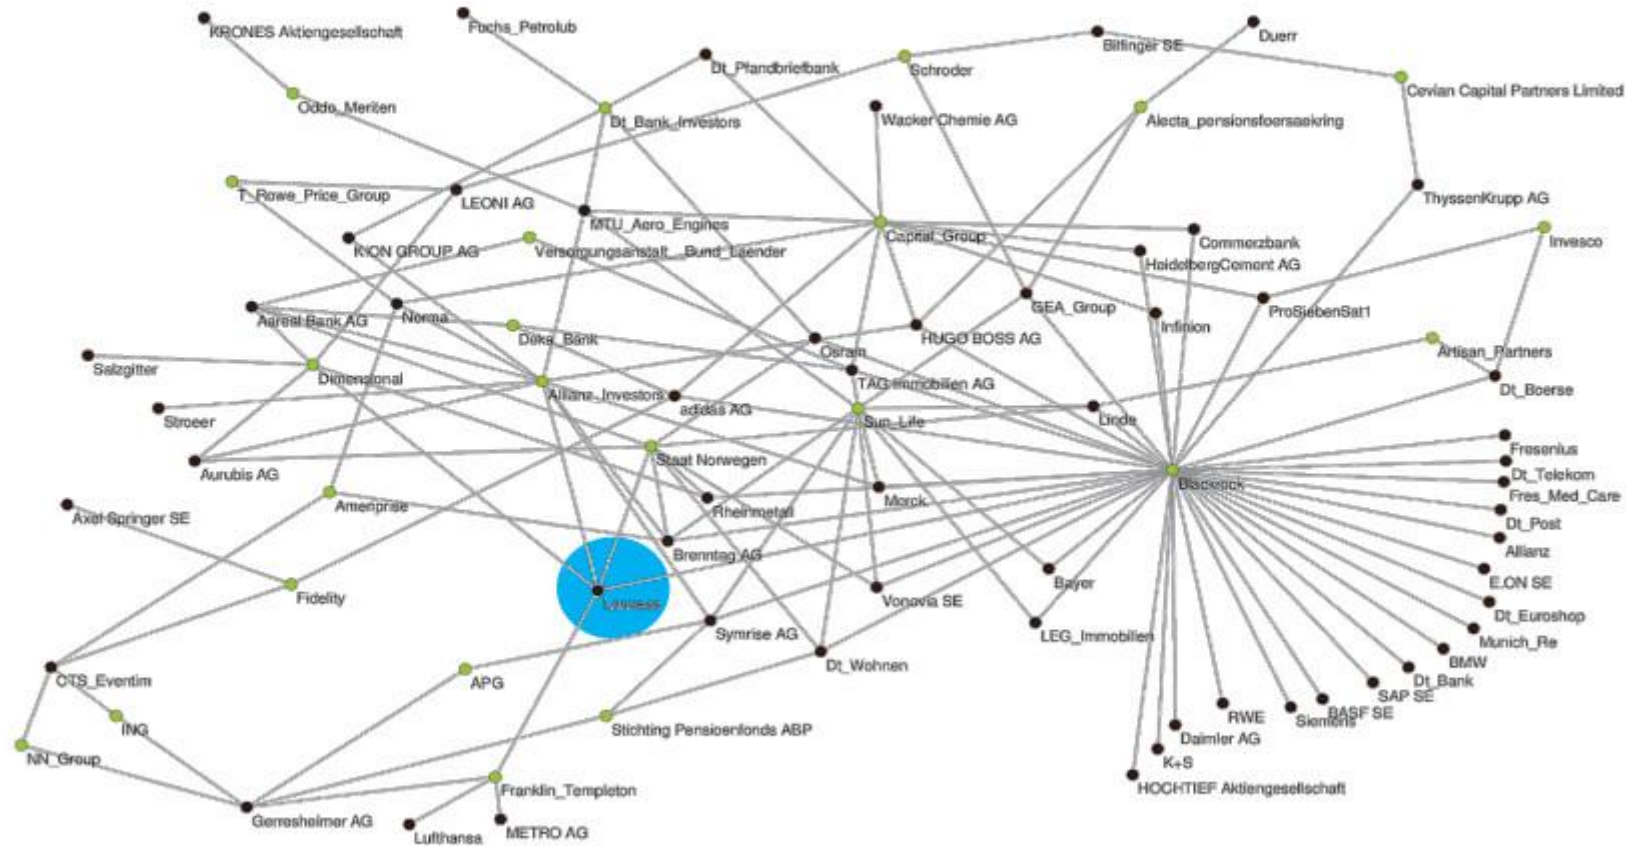 KRONES Aktiengesellschaft
Fuchs_Petrolub
Duerr
Bilfinger SE
Dt_Pfandbriefbank
Schroder
Cevian Capital Partners Limited
Oddo_Meriten
Dt_Bank_Investors
Wacker Chemie AG
Alecta_pensionsfoersaekring
T_Rowe_Price_Group
LEONI AG
ThyssenKrupp AG
MTU_Aero_Engines
Capital_Group
Commerzbank
Invesco
KION GROUP AG
Versorgungsanstalt__Bund_Laender
HeidelbergCement AG
GEA_Group
ProSiebenSat1
Aareal Bank AG
Norma
Infinion
Deka_Bank
HUGO BOSS AG
Osram
Artisan_Partners
Salzgitter
Dimensional
TAG Immobilien AG
Dt_Boerse
Allianz_Investors
adidas AG
Stroeer
Sun_Life
Linde
Fresenius
Aurubis AG
Staat Norwegen
Dt_Telekom
Blackrock
Fres_Med_Care
Axel Springer SE
Ameriprise
Rheinmetall
Merck
Dt_Post
Brenntag AG
Allianz
Bayer
E.ON SE
Fidelity
Lanxess
Vonovia SE
Dt_Euroshop
Symrise AG
LEG_Immobilien
Munich_Re
BMW
CTS_Eventim
APG
Dt_Wohnen
Dt_Bank
SAP SE
BASF SE
ING
Stichting Pensioenfonds ABP
RWE
Siemens
Daimler AG
NN_Group
K+S
HOCHTIEF Aktiengesellschaft
Franklin_Templeton
Gerresheimer AG
Lufthansa
METRO AG